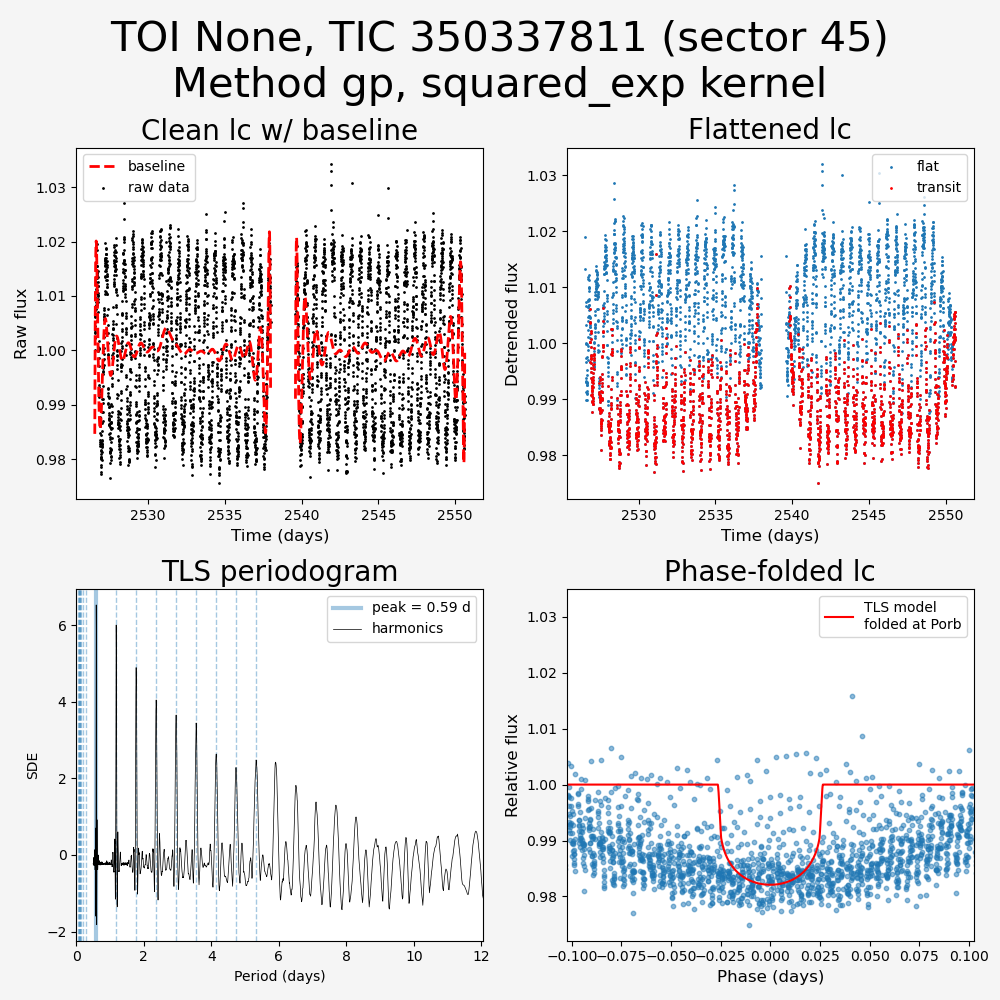 TOI None, TIC 350337811 (sector 45)
Method gp, squared_exp kernel
Clean lc w/ baseline
baseline
raw data
1.03
1.02
1.01
1.00
0.99
0.98
Raw flux
2530
2535
2540
2545
2550
Time (days)
Flattened lc
flat
transit
1.03
1.02
1.01
1.00
0.99
0.98
Detrended flux
2530
2535
2540
2545
2550
Time (days)
TLS periodogram
peak = 0.59 d
harmonics
6
4
2
0
−2
SDE
0
2
4
6
8
10
12
Period (days)
Phase-folded lc
TLS model
folded at Porb
1.03
1.02
1.01
1.00
0.99
0.98
Relative flux
−0.100
−0.075
−0.050
−0.025
0.000
0.025
0.050
0.075
0.100
Phase (days)